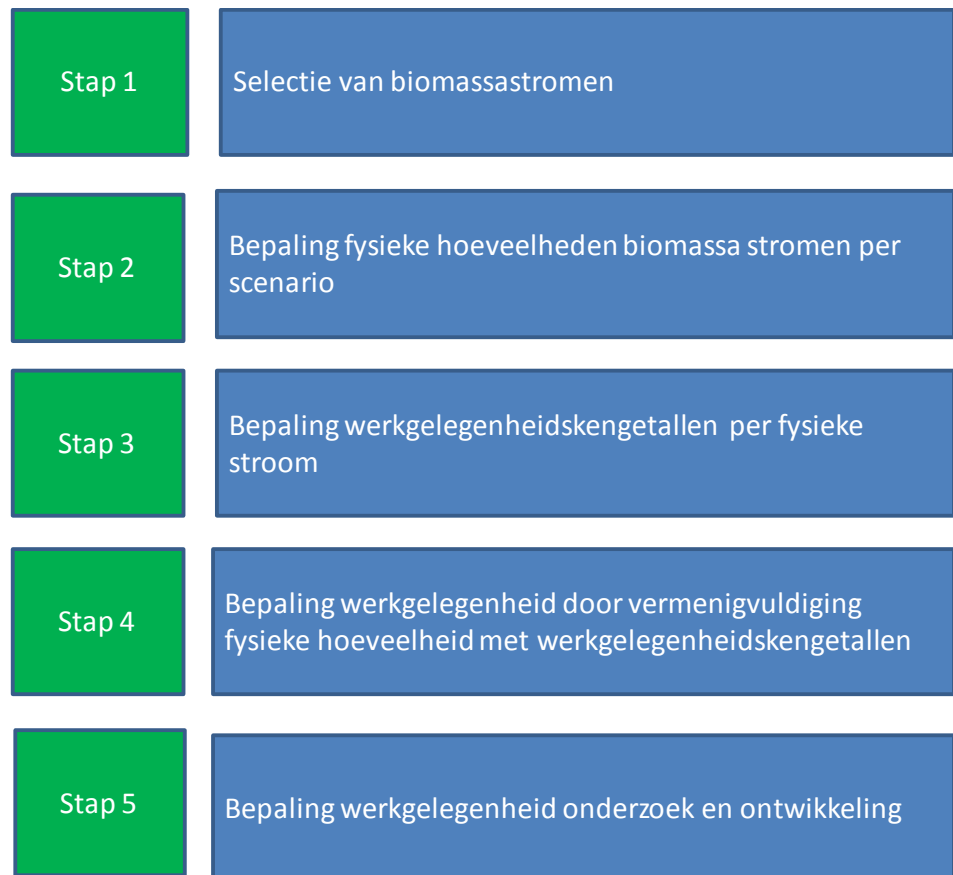 Stap 1
Selectie van biomassastromen
Stap 2
Bepaling fysieke hoeveelheden biomassa stromen per
scenario
Stap 3
Bepaling werkgelegenheidskengetallen per fysieke
stroom
Stap 4
Bepaling werkgelegenheid door vermenigvuldiging
fysieke hoeveelheid met werkgelegenheidskengetallen
Stap 5
Bepaling werkgelegenheid onderzoek en ontwikkeling